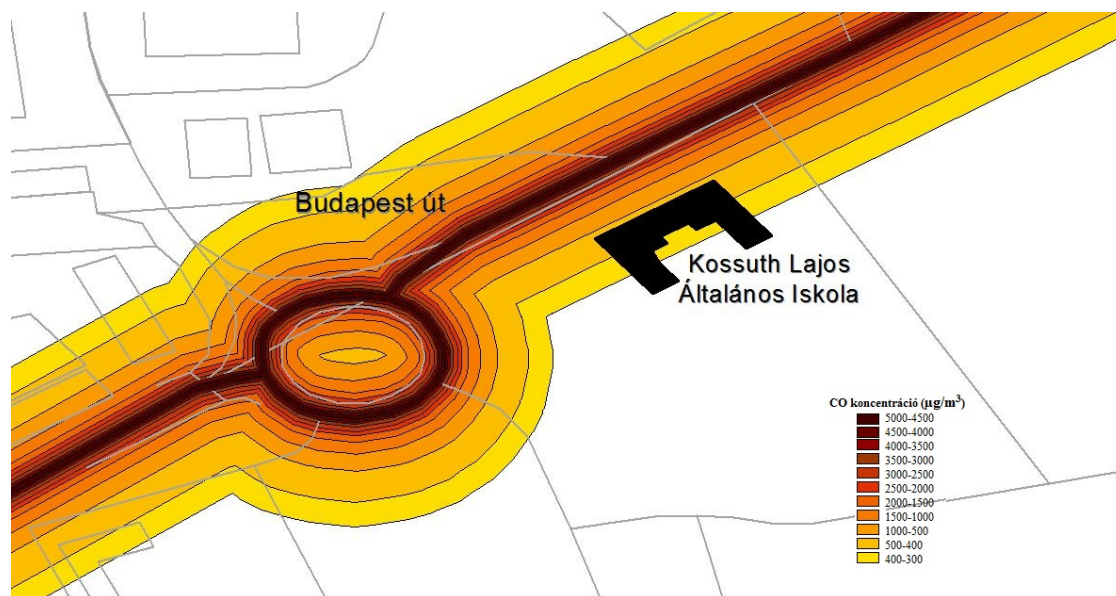 Budapest út
Kossuth Lajos
Általános Iskola
CO koncentráció (µg/m³)
5000-4500
4500-4000
4000-3500
3500-3000
3000-2500
2500-2000
2000-1500
1500-1000
1000-500
500-400
400-300